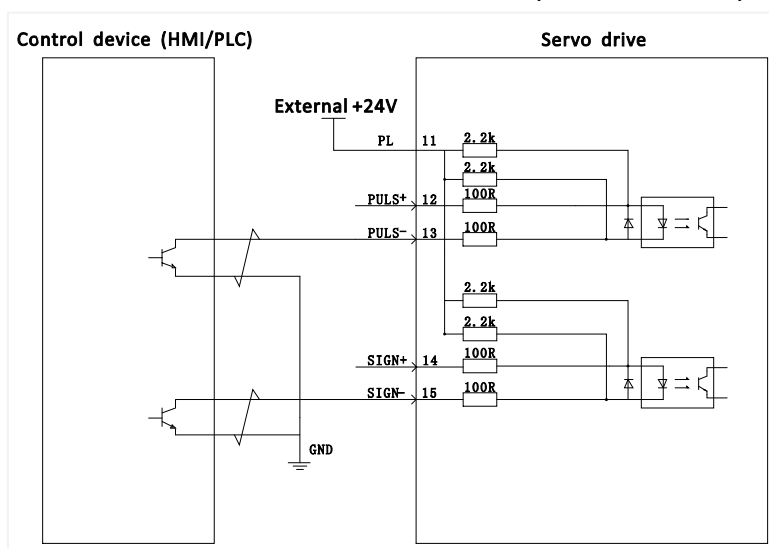 Control device (HMI/PLC)
Servo drive
External +24V
PL 11 2.2k
2.2k
PULS+ 12 100R
PULS- 13 100R
2.2k
2.2k
SIGN+ 14 100R
SIGN- 15 100R
GND